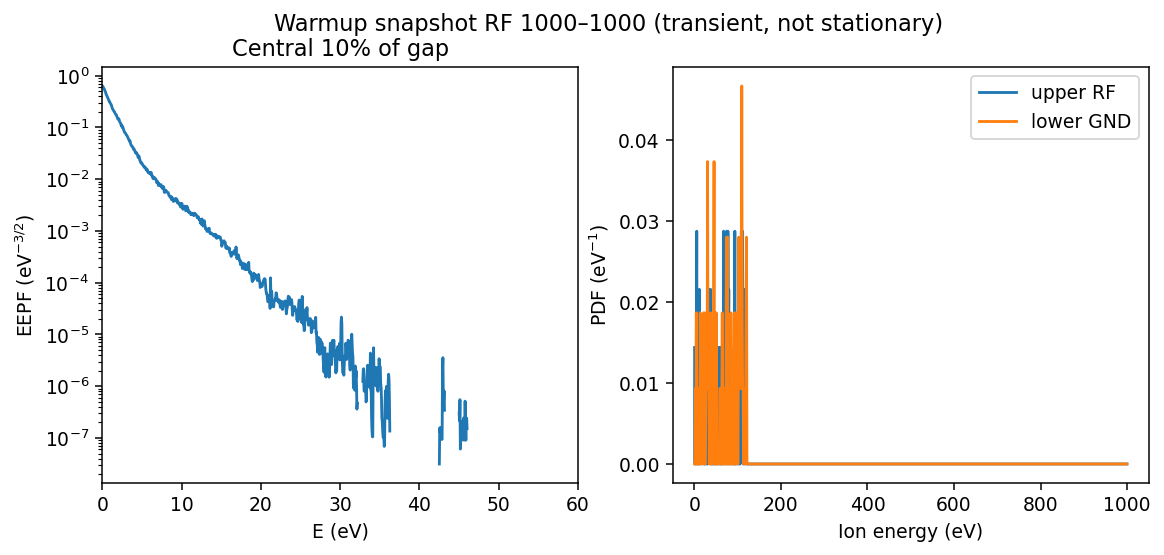 Warmup snapshot RF 1000–1000 (transient, not stationary)
Central 10% of gap
EEPF (eV⁻³ᐟ²)
10⁰
10⁻¹
10⁻²
10⁻³
10⁻⁴
10⁻⁵
10⁻⁶
10⁻⁷
0 10 20 30 40 50 60
E (eV)
upper RF
lower GND
PDF (eV⁻¹)
0.04
0.03
0.02
0.01
0.00
0 200 400 600 800 1000
Ion energy (eV)